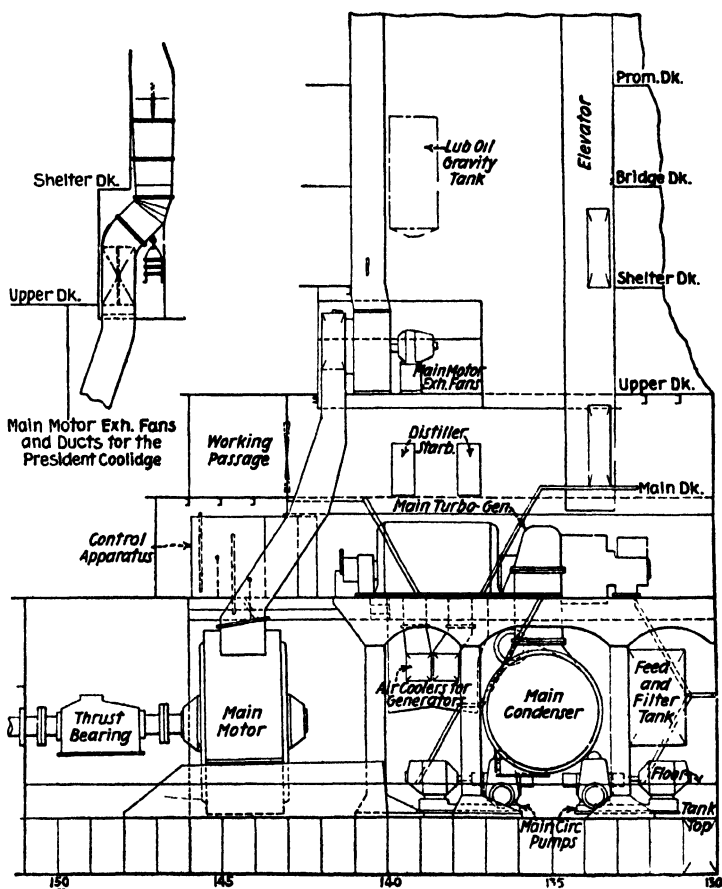 Prom. Dk.
Elevator
Lub Oil
Gravity
Tank
Shelter Dk.
Bridge Dk.
Shelter Dk.
Upper Dk.
Main Motor
Exh. Fans
Upper Dk.
Main Motor Exh. Fans
and Ducts for the
President Coolidge
Working
Passage
Distiller
Starb.
Main Dk.
Main Turbo-Gen.
Control
Apparatus
Air Coolers for
Generators
Main
Condenser
Feed
and
Filter
Tank
Thrust
Bearing
Main
Motor
Floor
Tank
Top
Main Circ
Pumps
150
145
140
135
130